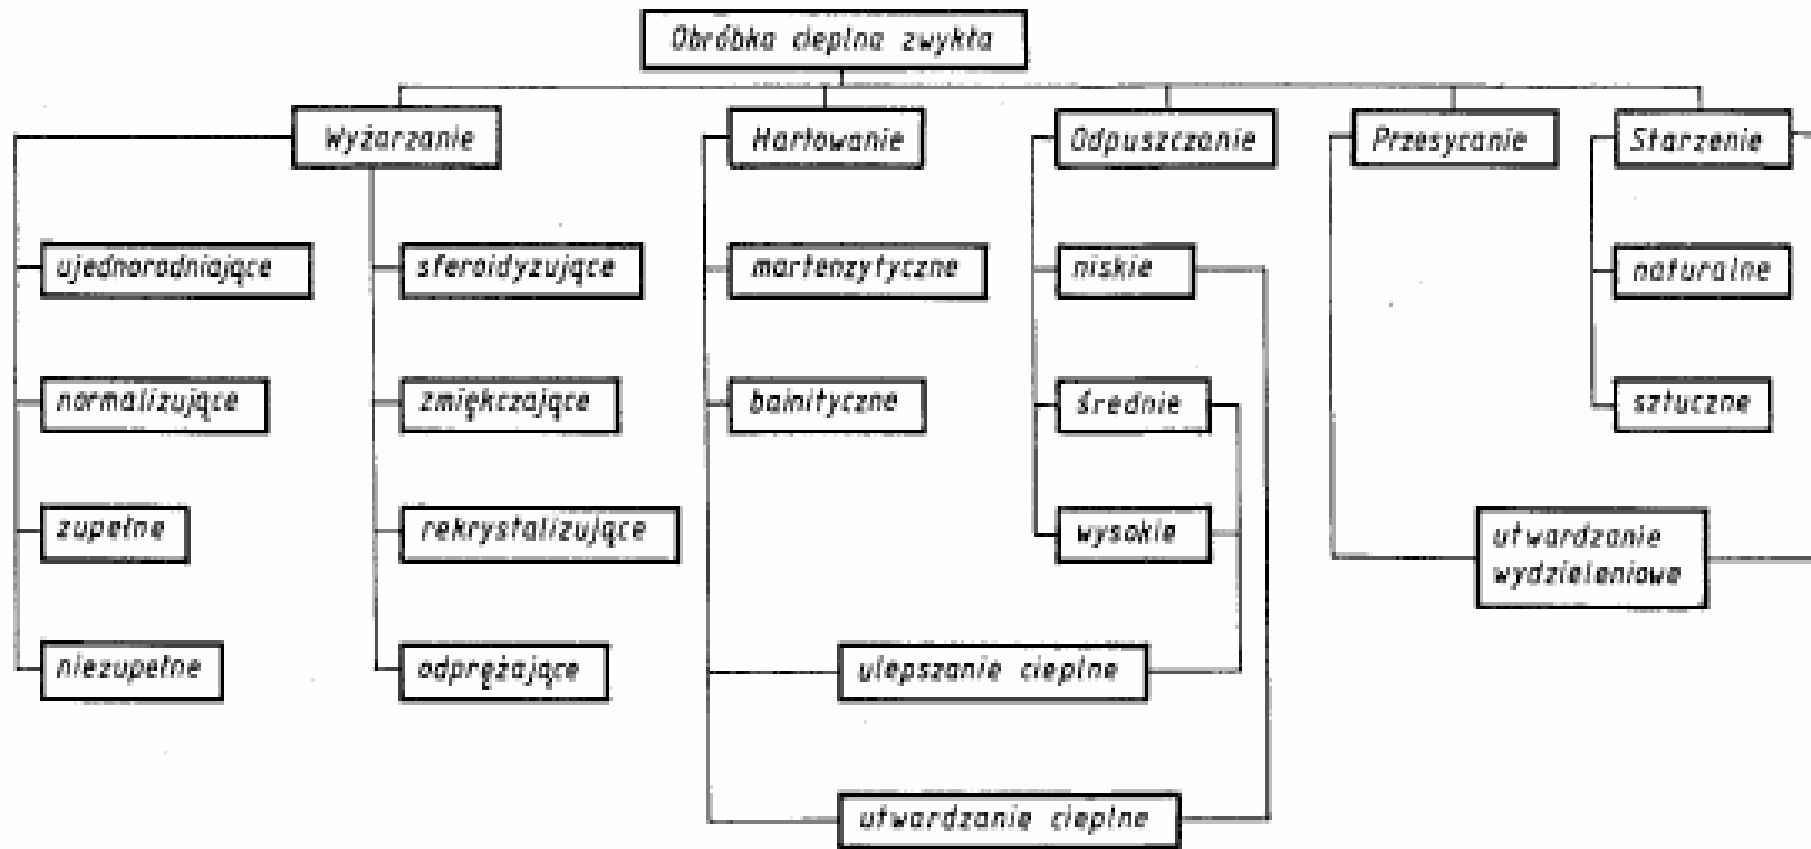 Obróbka cieplna zwykła
Wyżarzanie
Hartowanie
Odpuszczanie
Przesycanie
Starzenie
ujednorodniające
sferoidyzujące
martenzytyczne
niskie
naturalne
normalizujące
zmiękczające
bainityczne
średnie
sztuczne
zupełne
rekrystalizujące
wysokie
utwardzanie
wydzieleniowe
niezupełne
odprężające
ulepszanie cieplne
utwardzanie cieplne